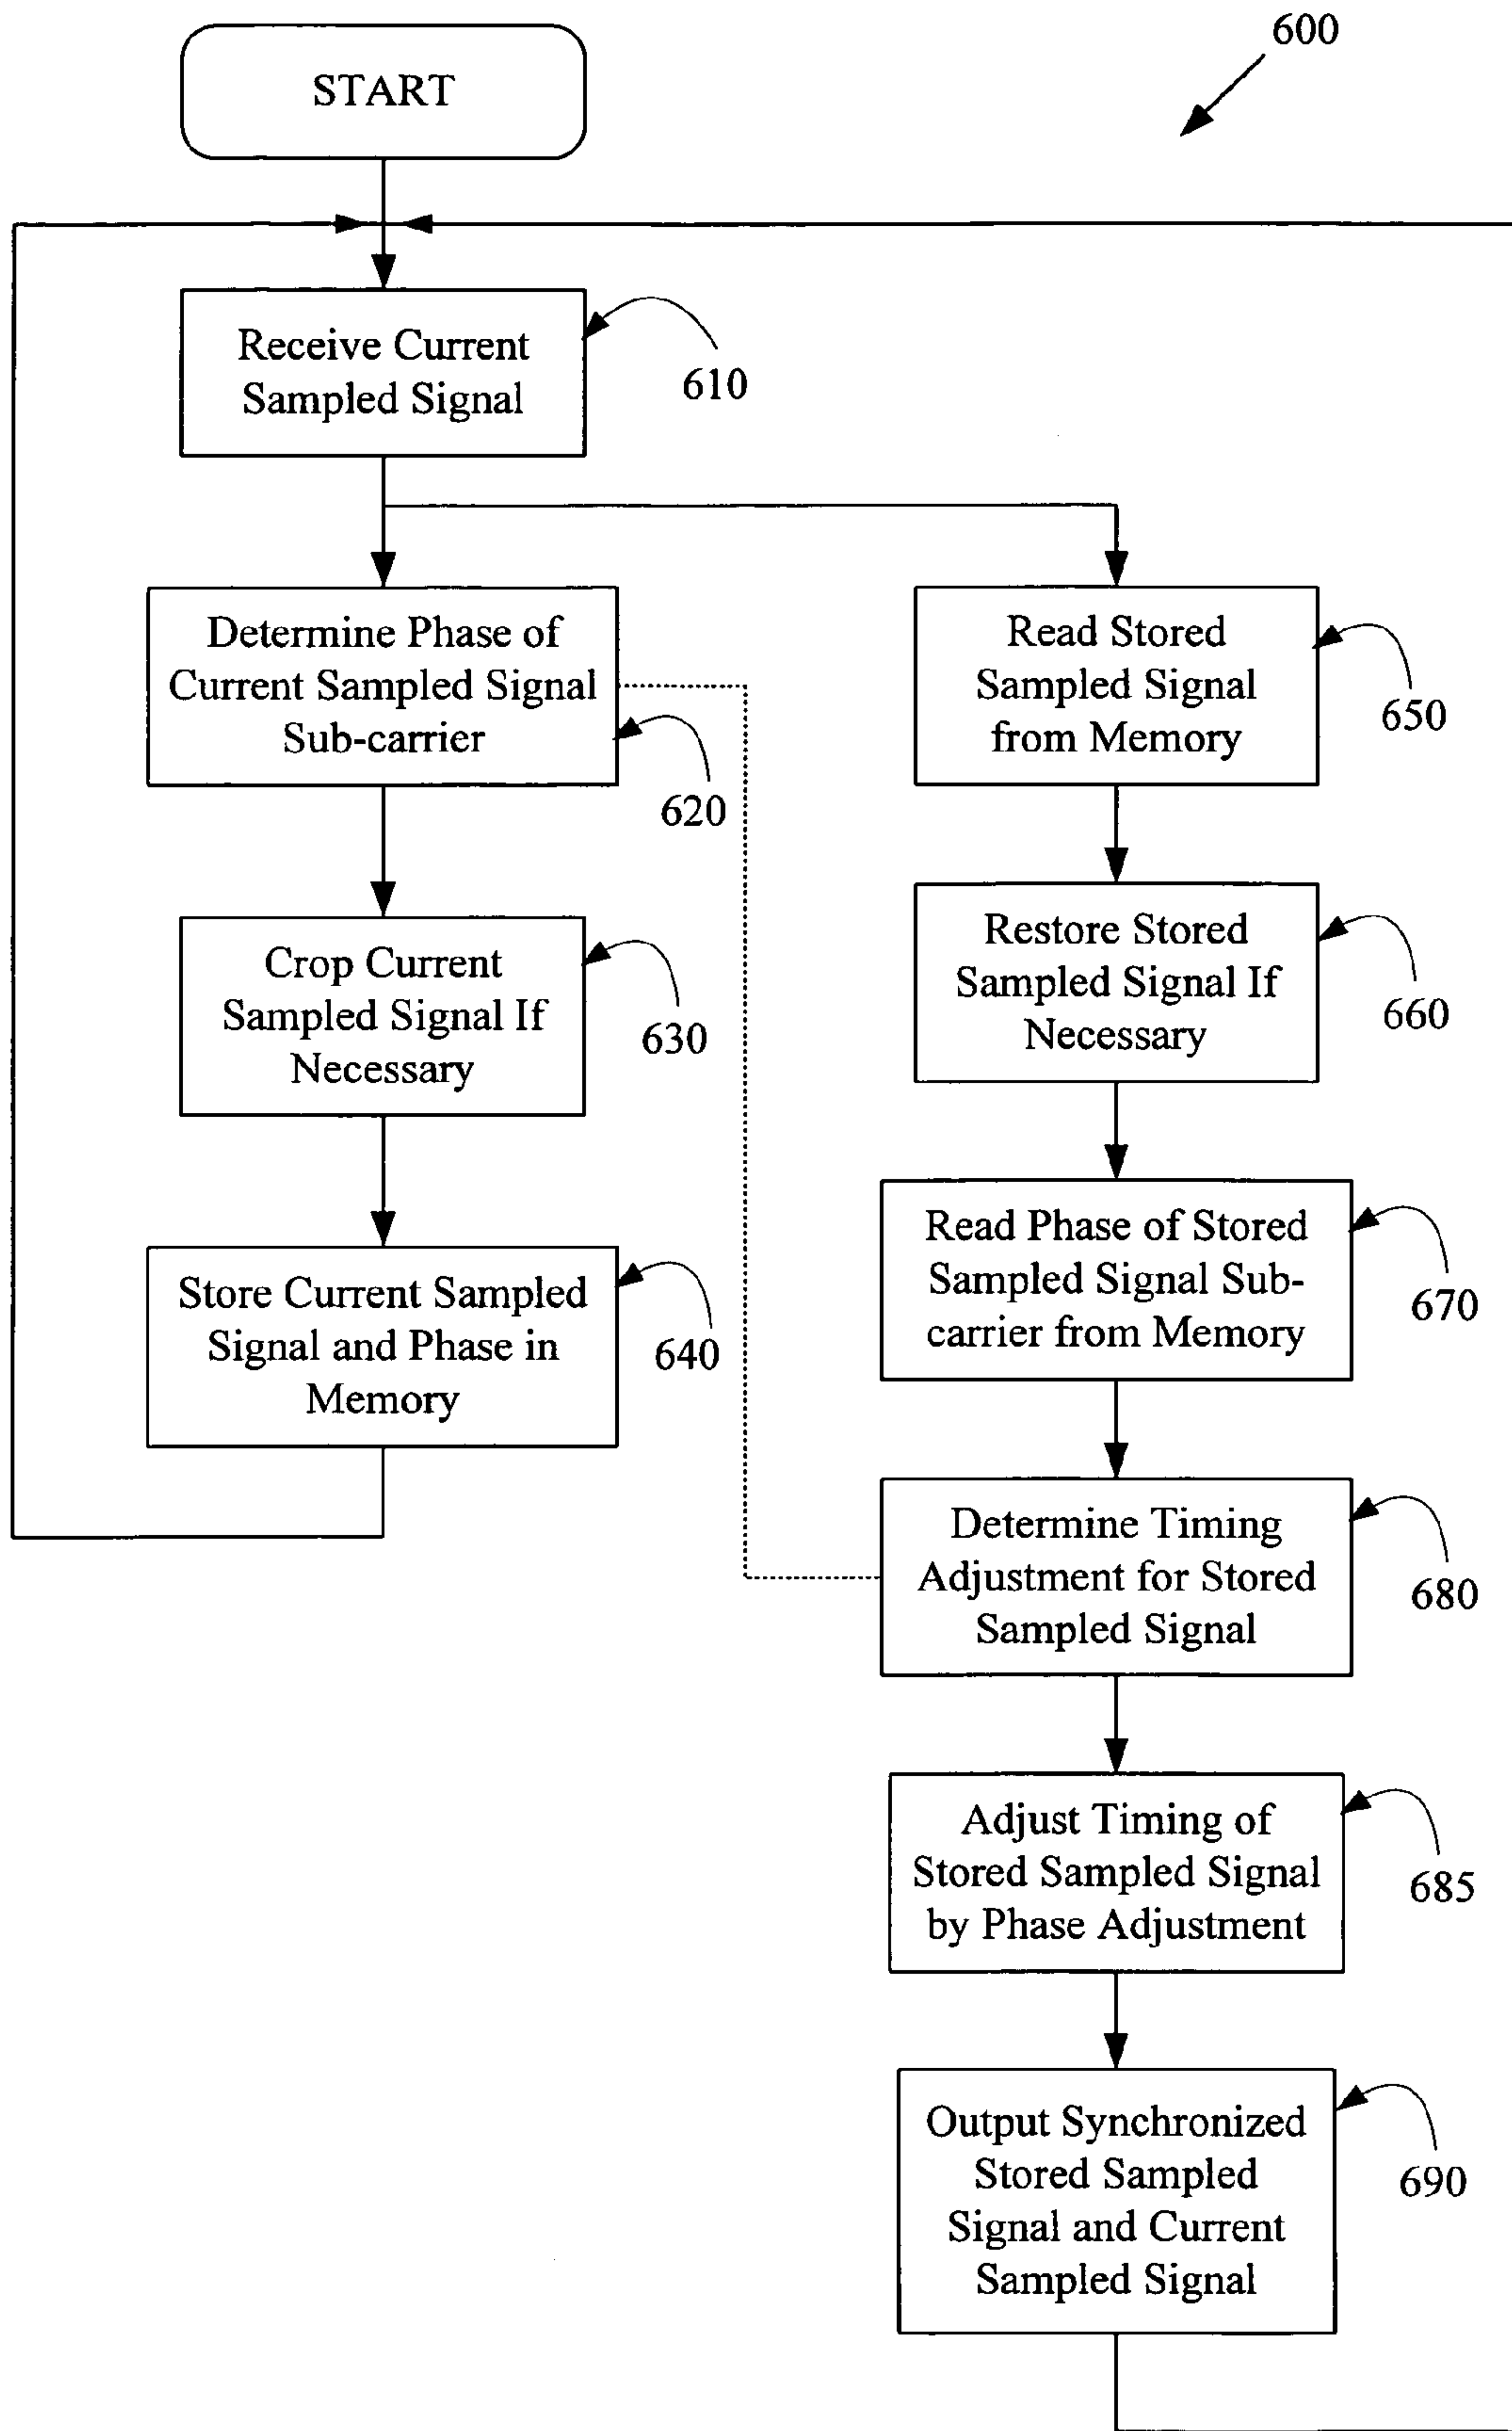 600
START
Receive Current
Sampled Signal
610
Determine Phase of
Current Sampled Signal
Sub-carrier
620
Crop Current
Sampled Signal If
Necessary
630
Store Current Sampled
Signal and Phase in
Memory
640
Read Stored
Sampled Signal
from Memory
650
Restore Stored
Sampled Signal If
Necessary
660
Read Phase of Stored
Sampled Signal Sub-
carrier from Memory
670
Determine Timing
Adjustment for Stored
Sampled Signal
680
Adjust Timing of
Stored Sampled Signal
by Phase Adjustment
685
Output Synchronized
Stored Sampled
Signal and Current
Sampled Signal
690